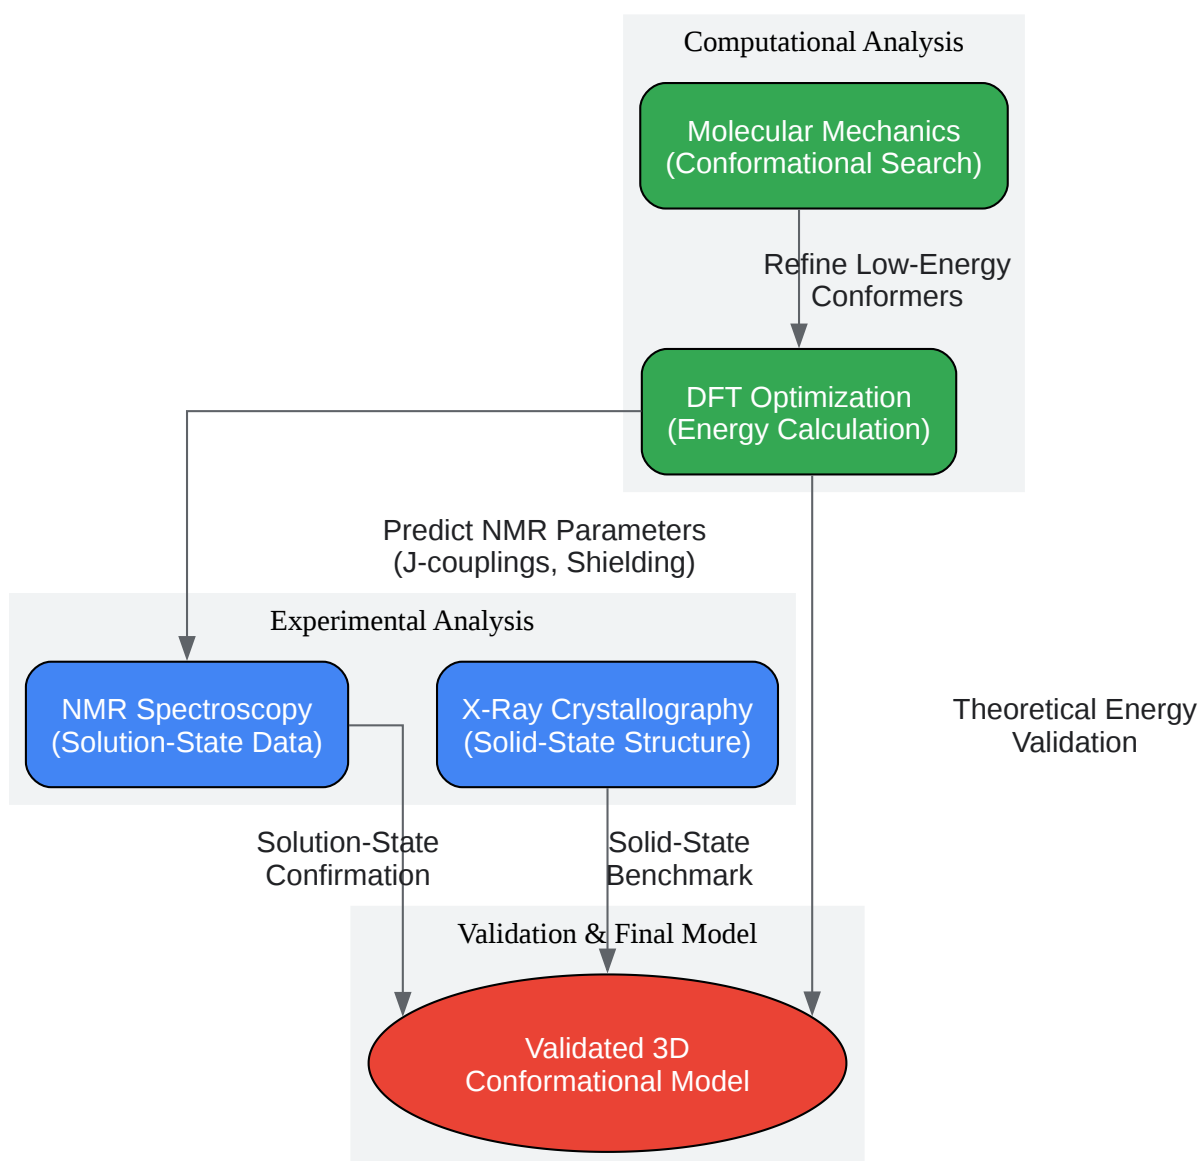 Computational Analysis
Molecular Mechanics
(Conformational Search)
Refine Low-Energy
Conformers
DFT Optimization
(Energy Calculation)
Predict NMR Parameters
(J-couplings, Shielding)
Experimental Analysis
NMR Spectroscopy
(Solution-State Data)
X-Ray Crystallography
(Solid-State Structure)
Theoretical Energy
Validation
Solution-State
Confirmation
Solid-State
Benchmark
Validation & Final Model
Validated 3D
Conformational Model